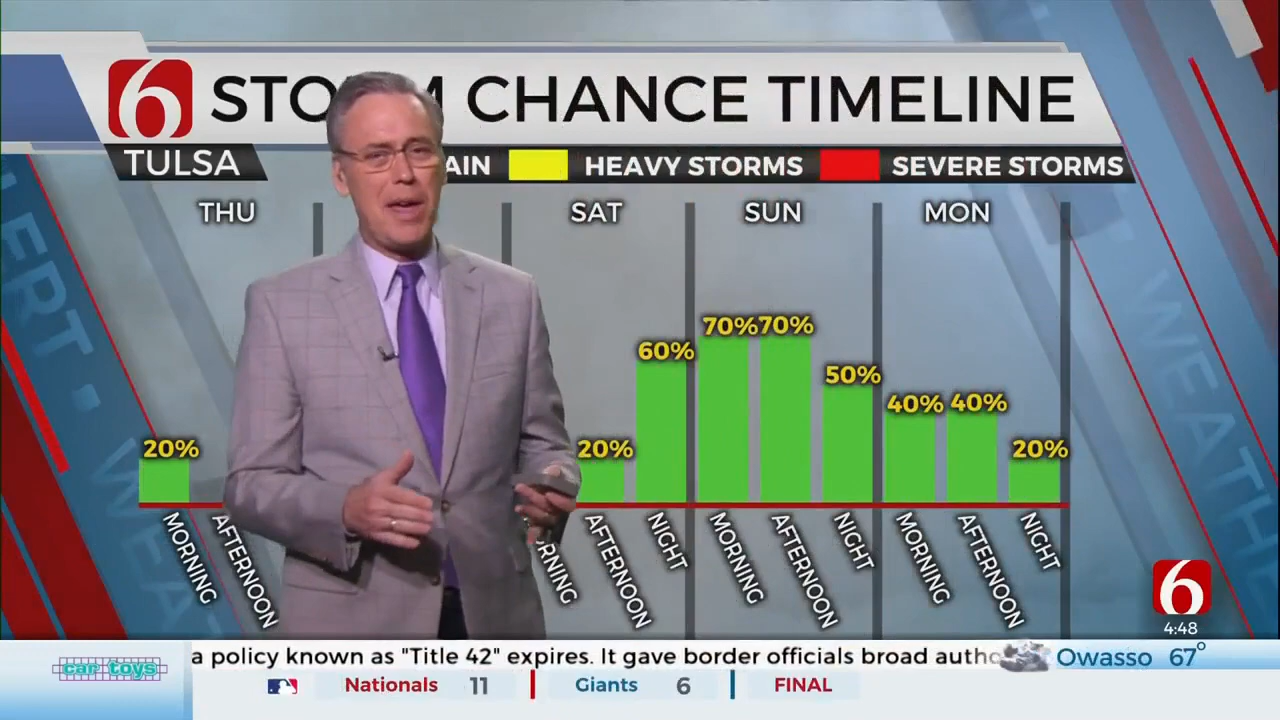 6 STO M CHANCE TIMELINE
TULSA AIN HEAVY STORMS SEVERE STORMS
THU SAT SUN MON
70% 70%
60%
50%
40% 40%
20% 20% 20%
MORNING AFTERNOON RNING AFTERNOON NIGHT MORNING AFTERNOON NIGHT MORNING AFTERNOON NIGHT
6
4:48
car toys a policy known as "Title 42" expires. It gave border officials broad autho Owasso 67°
Nationals 11 Giants 6 FINAL